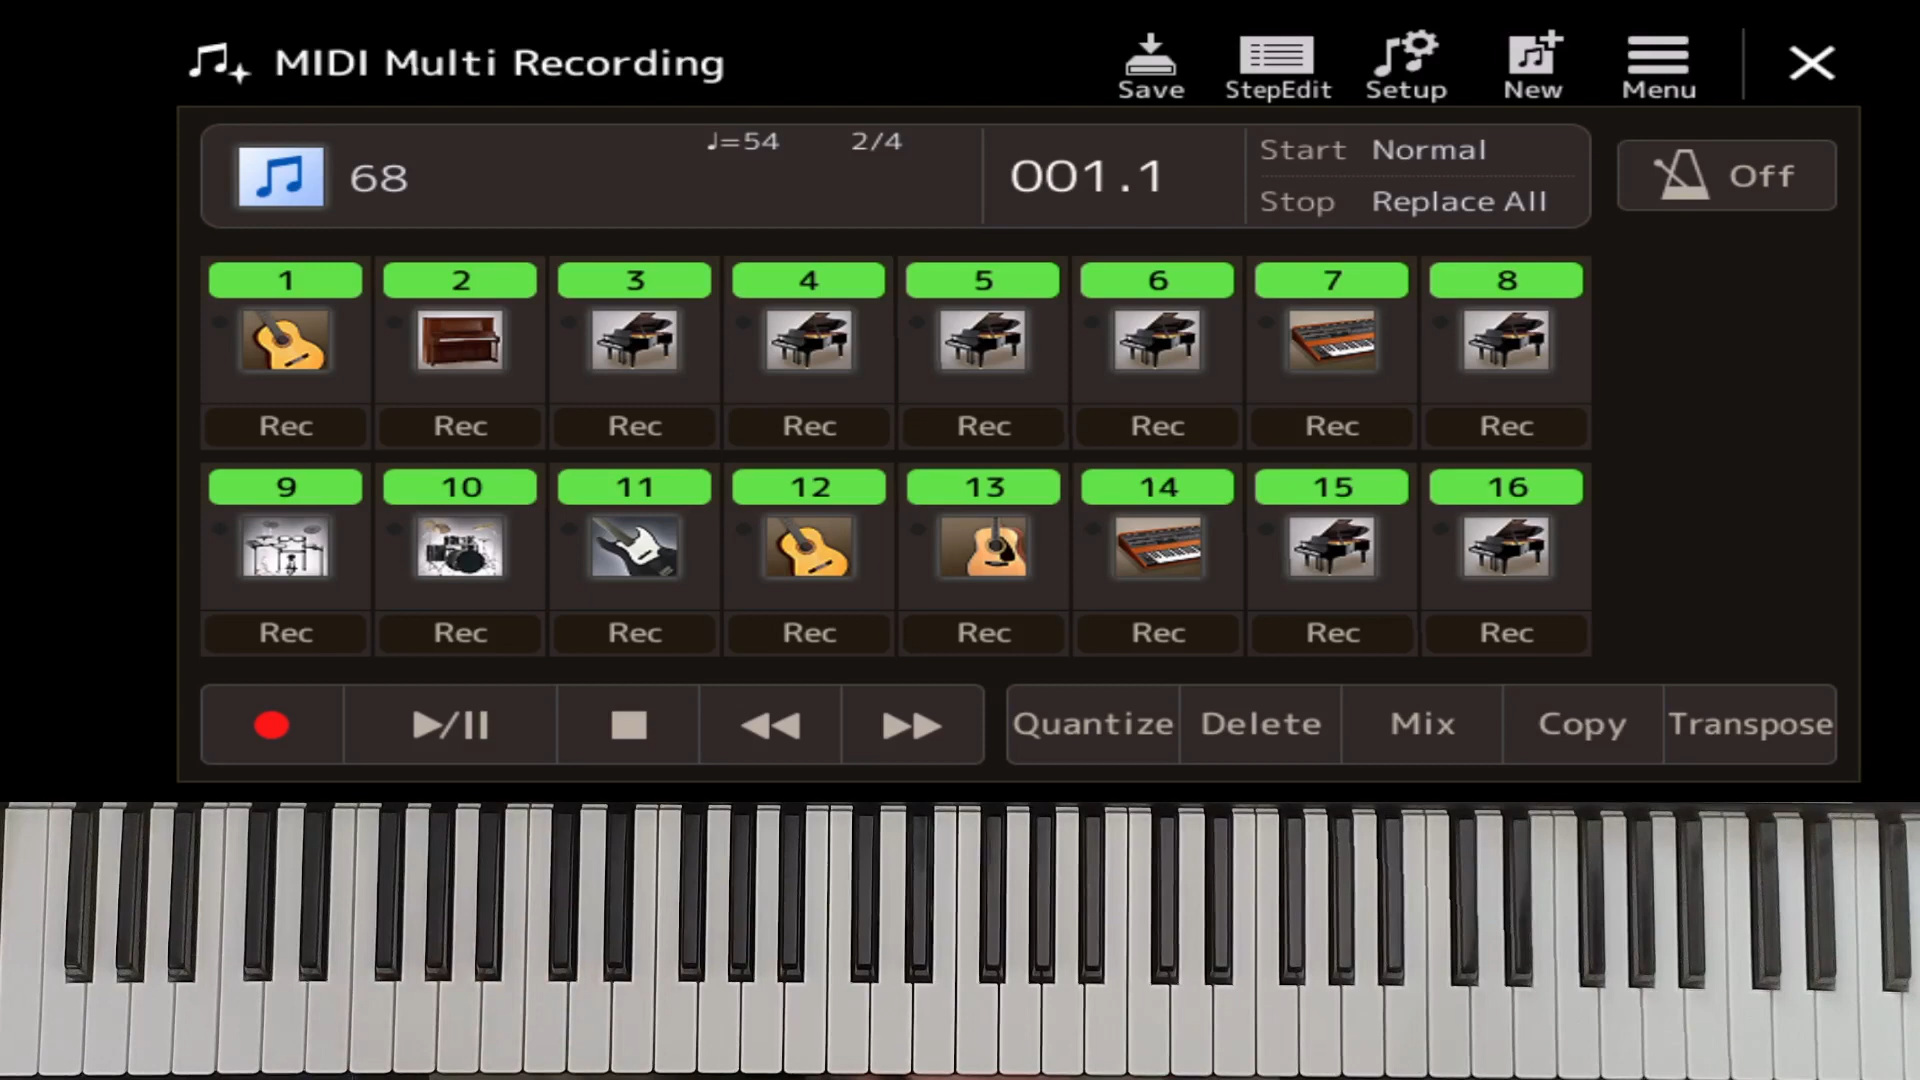 MIDI Multi Recording
Save StepEdit Setup New Menu
68 ♩=54 2/4 001.1
Start Normal
Stop Replace All
Off
1 2 3 4 5 6 7 8
Rec Rec Rec Rec Rec Rec Rec Rec
9 10 11 12 13 14 15 16
Rec Rec Rec Rec Rec Rec Rec Rec
Quantize Delete Mix Copy Transpose